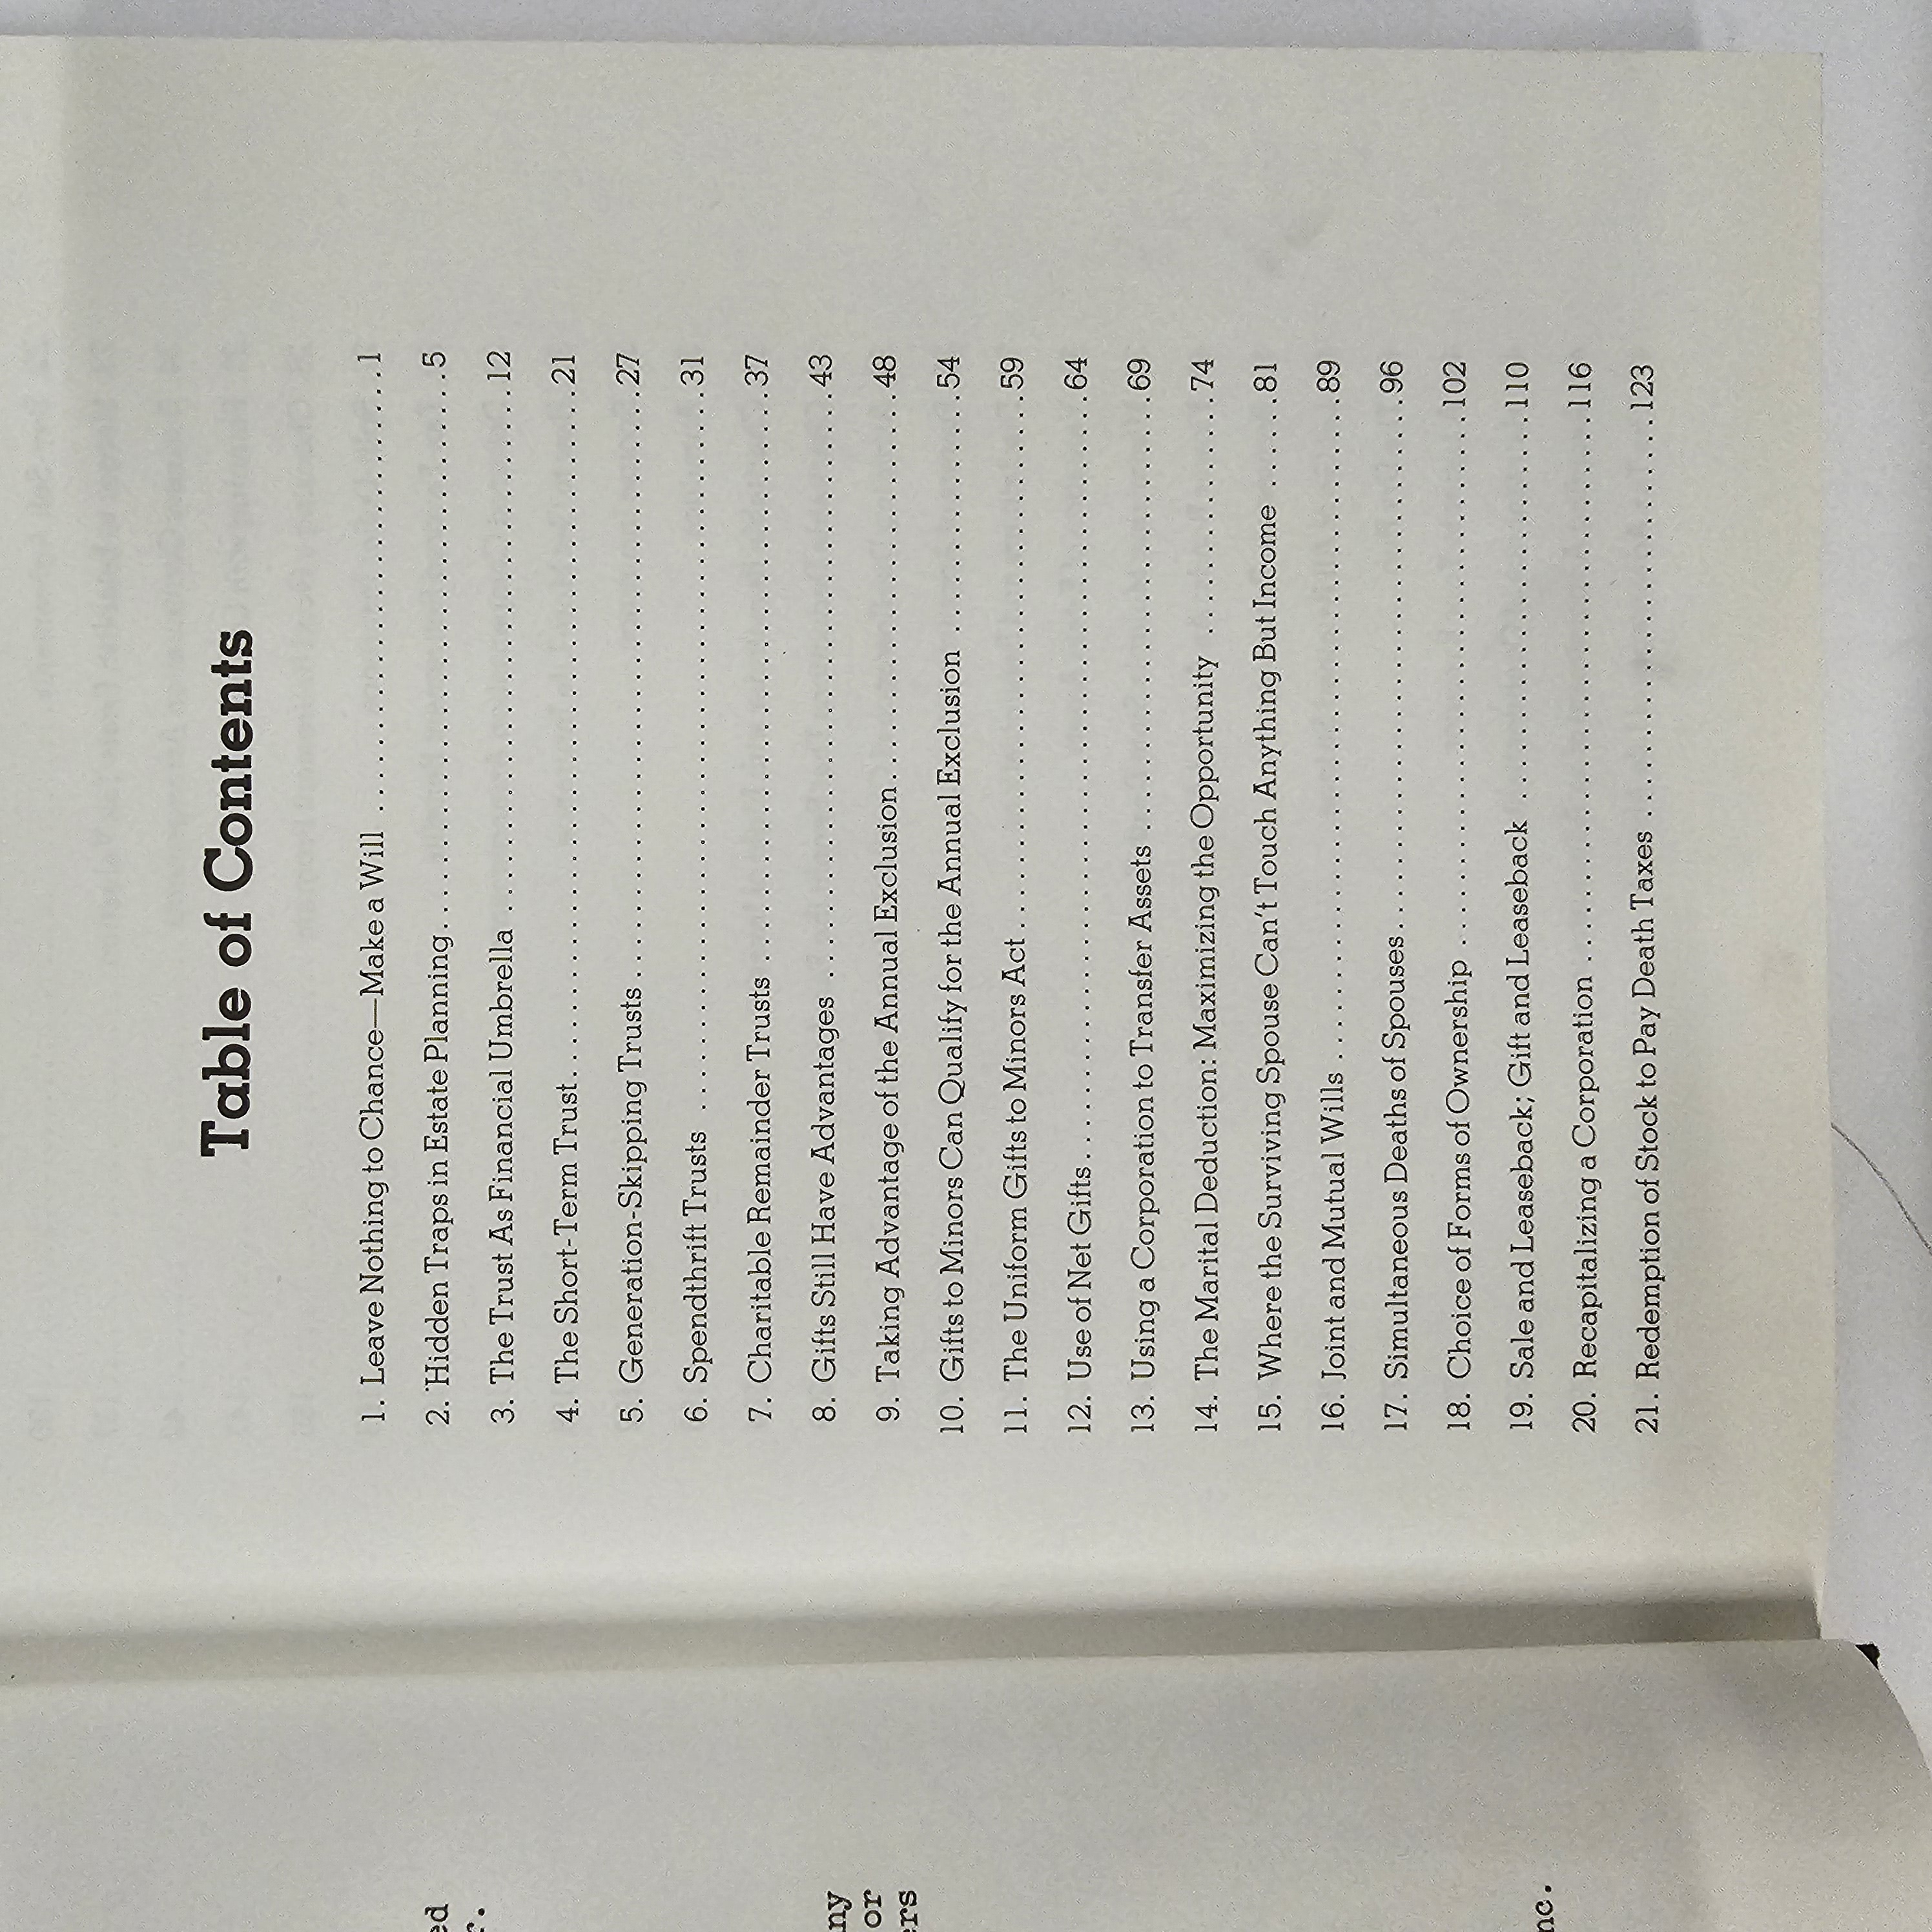 ed
r.
ny
or
ers
nc.
Table of Contents
1. Leave Nothing to Chance—Make a Will ...........................1
2. Hidden Traps in Estate Planning..................................5
3. The Trust As Financial Umbrella ................................12
4. The Short-Term Trust..........................................21
5. Generation-Skipping Trusts....................................27
6. Spendthrift Trusts ............................................31
7. Charitable Remainder Trusts ...................................37
8. Gifts Still Have Advantages ....................................43
9. Taking Advantage of the Annual Exclusion........................48
10. Gifts to Minors Can Qualify for the Annual Exclusion ...............54
11. The Uniform Gifts to Minors Act.................................59
12. Use of Net Gifts...............................................64
13. Using a Corporation to Transfer Assets ...........................69
14. The Marital Deduction: Maximizing the Opportunity ...............74
15. Where the Surviving Spouse Can't Touch Anything But Income ......81
16. Joint and Mutual Wills .........................................89
17. Simultaneous Deaths of Spouses.................................96
18. Choice of Forms of Ownership .................................102
19. Sale and Leaseback; Gift and Leaseback ........................110
20. Recapitalizing a Corporation ..................................116
21. Redemption of Stock to Pay Death Taxes .........................123